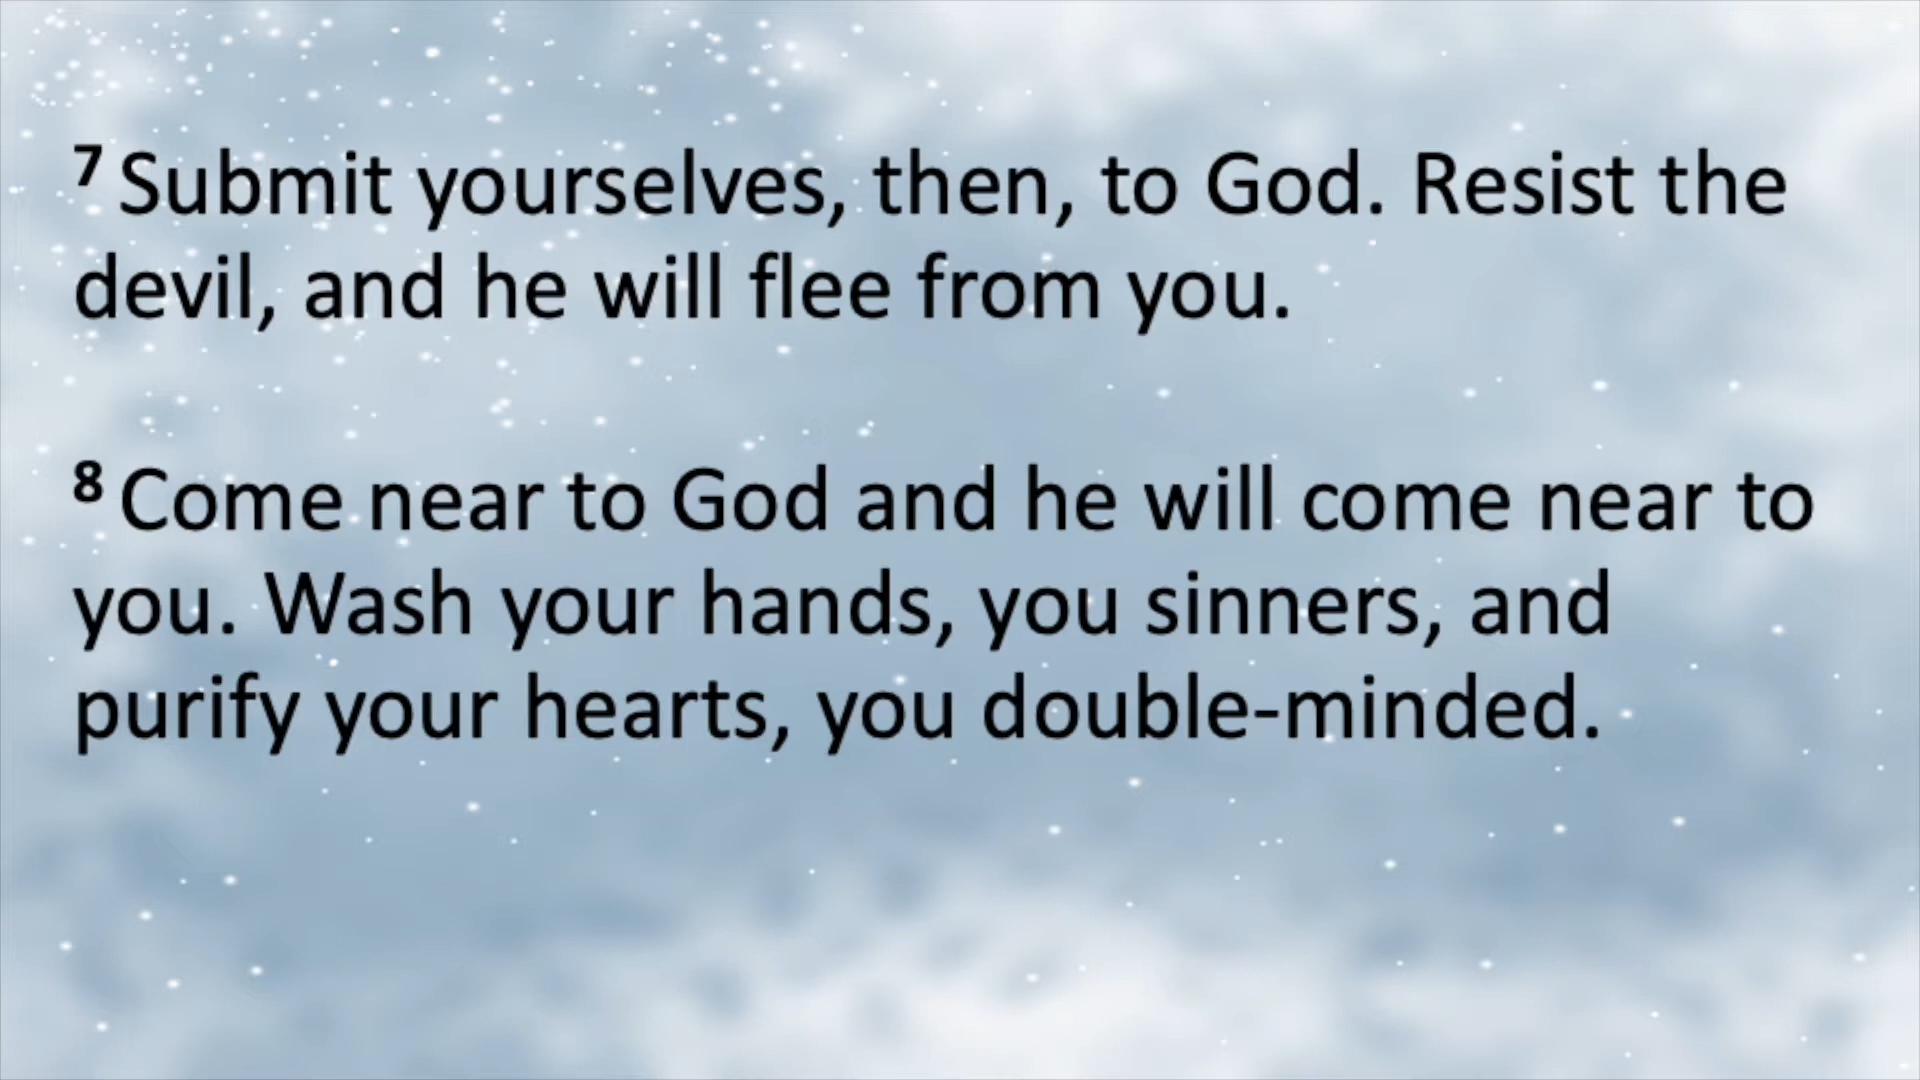 7 Submit yourselves, then, to God. Resist the
devil, and he will flee from you.
8 Come near to God and he will come near to
you. Wash your hands, you sinners, and
purify your hearts, you double-minded.